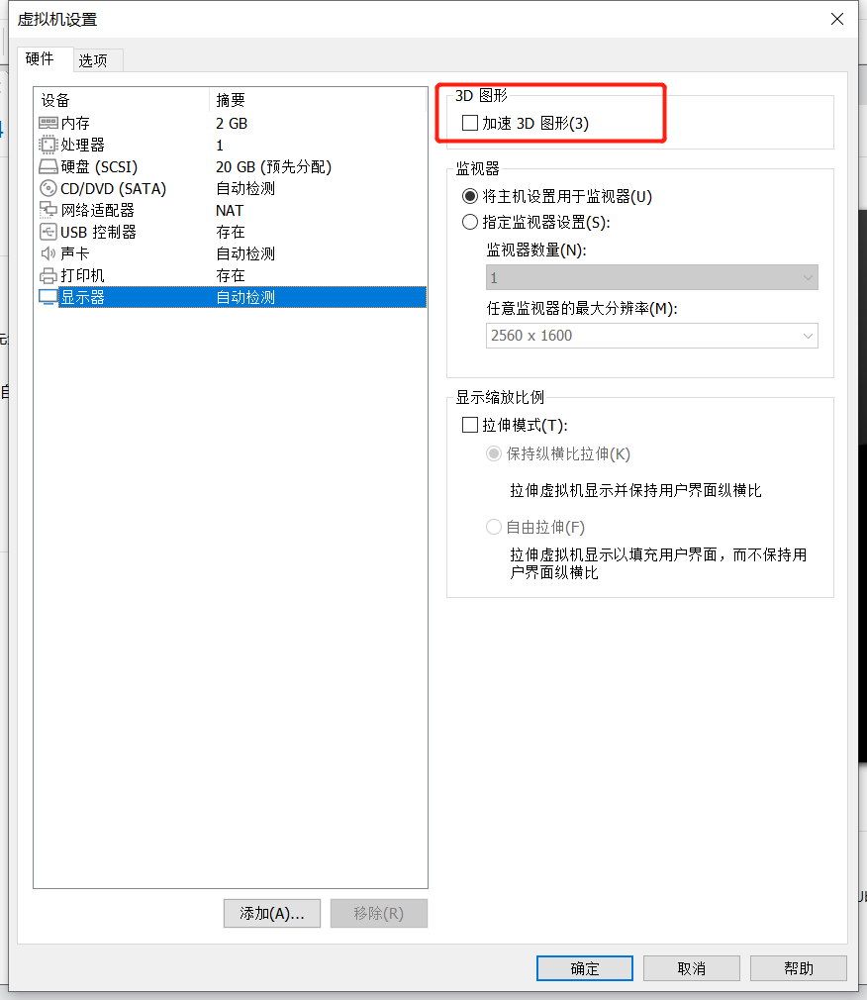 虚拟机设置
硬件 选项
设备 摘要
内存 2 GB
处理器 1
硬盘 (SCSI) 20 GB (预先分配)
CD/DVD (SATA) 自动检测
网络适配器 NAT
USB 控制器 存在
声卡 自动检测
打印机 存在
显示器 自动检测
添加(A)... 移除(R)
3D 图形
加速 3D 图形(3)
监视器
将主机设置用于监视器(U)
指定监视器设置(S):
监视器数量(N):
1
任意监视器的最大分辨率(M):
2560 x 1600
显示缩放比例
拉伸模式(T):
保持纵横比拉伸(K)
拉伸虚拟机显示并保持用户界面纵横比
自由拉伸(F)
拉伸虚拟机显示以填充用户界面，而不保持用
户界面纵横比
确定 取消 帮助